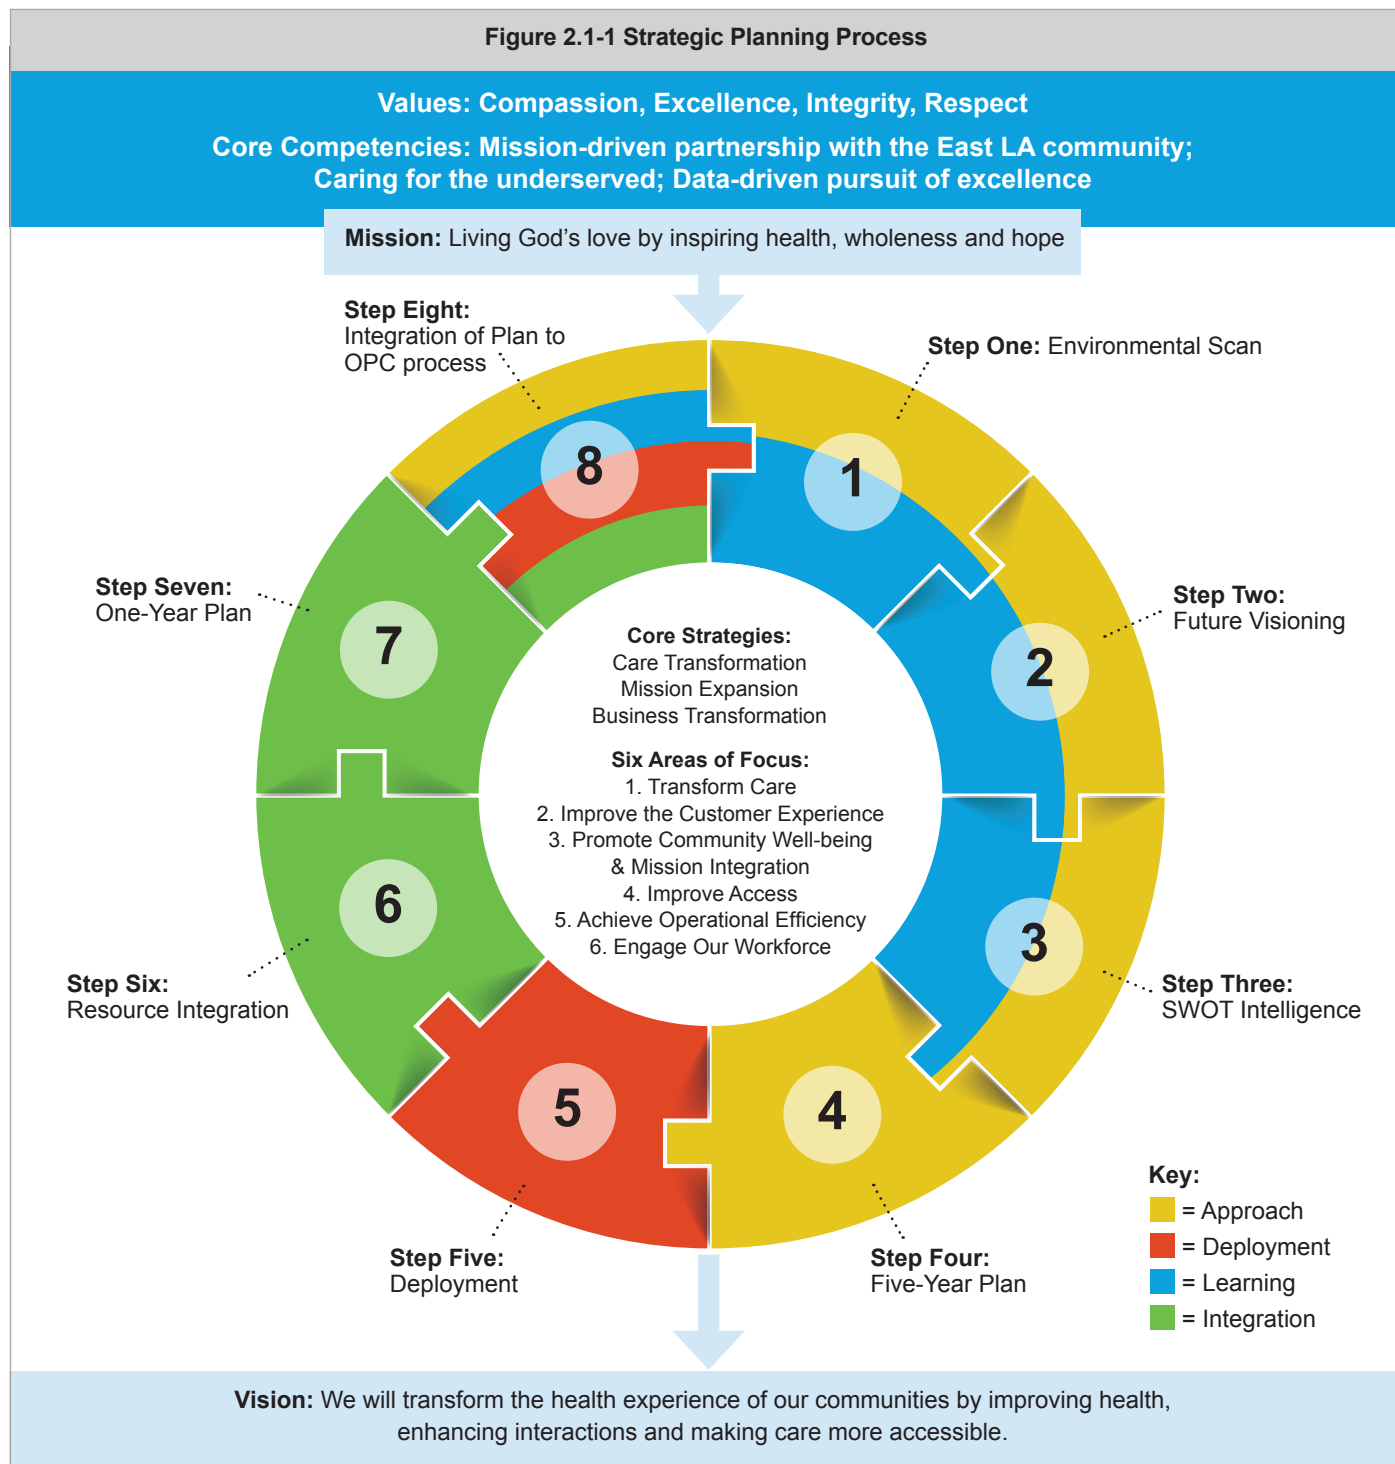 Figure 2.1-1 Strategic Planning Process
Values: Compassion, Excellence, Integrity, Respect
Core Competencies: Mission-driven partnership with the East LA community;
Caring for the underserved; Data-driven pursuit of excellence
Mission: Living God’s love by inspiring health, wholeness and hope
Step Eight:
Integration of Plan to
OPC process
Step One: Environmental Scan
8
1
Step Seven:
One-Year Plan
7
Step Two:
Future Visioning
2
Core Strategies:
Care Transformation
Mission Expansion
Business Transformation
Six Areas of Focus:
1. Transform Care
2. Improve the Customer Experience
3. Promote Community Well-being
& Mission Integration
4. Improve Access
5. Achieve Operational Efficiency
6. Engage Our Workforce
6
3
Step Six:
Resource Integration
Step Three:
SWOT Intelligence
5
4
Step Five:
Deployment
Step Four:
Five-Year Plan
Key:
= Approach
= Deployment
= Learning
= Integration
Vision: We will transform the health experience of our communities by improving health,
enhancing interactions and making care more accessible.